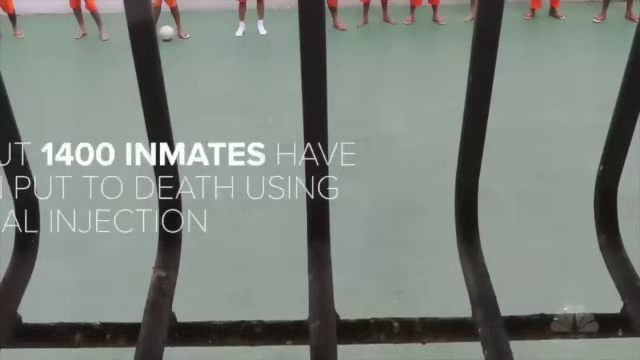 UT 1400 INMATES HAVE
PUT TO DEATH USING
AL INJECTION